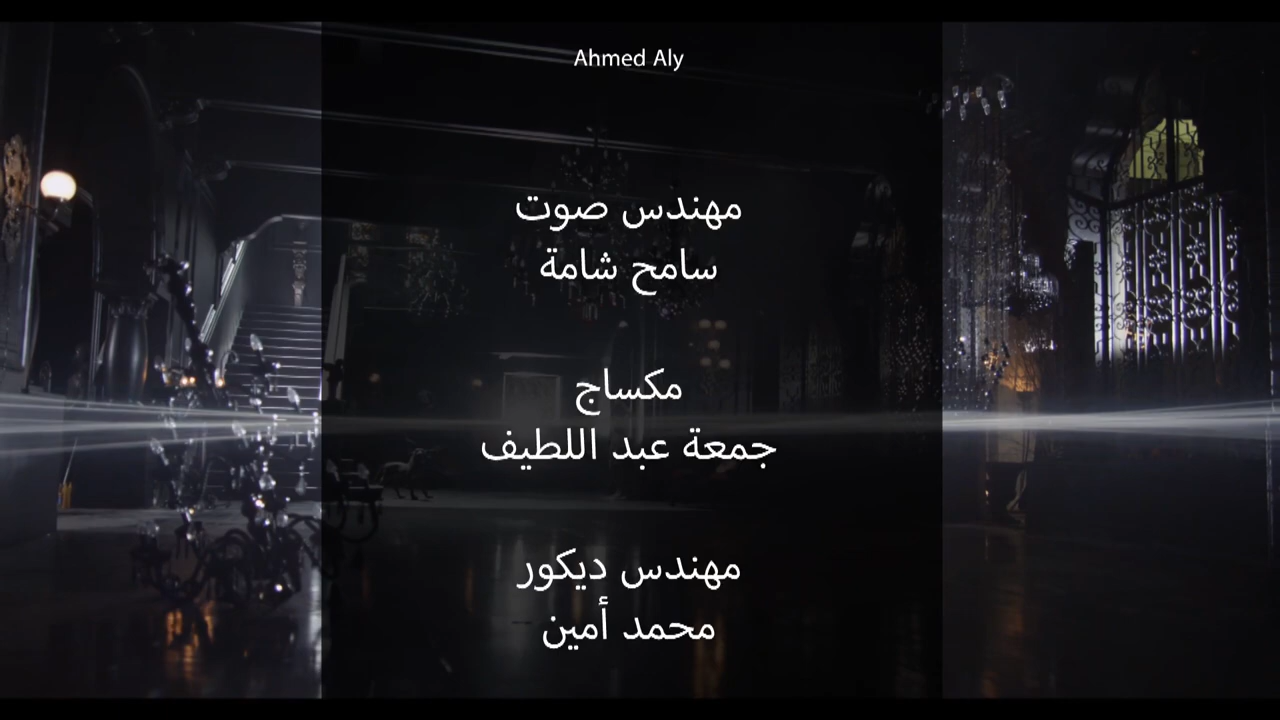 Ahmed Aly
مهندس صوت
سامح شامة
مكساج
جمعة عبد اللطيف
مهندس ديكور
محمد أمين